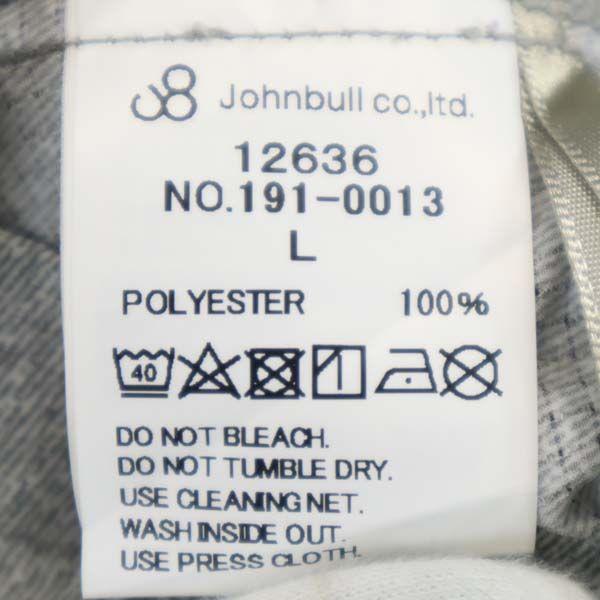 Johnbull co.,ltd.
12636
NO.191-0013
L
POLYESTER 100%
40
DO NOT BLEACH.
DO NOT TUMBLE DRY.
USE CLEANING NET.
WASH INSIDE OUT.
USE PRESS CLOTH.